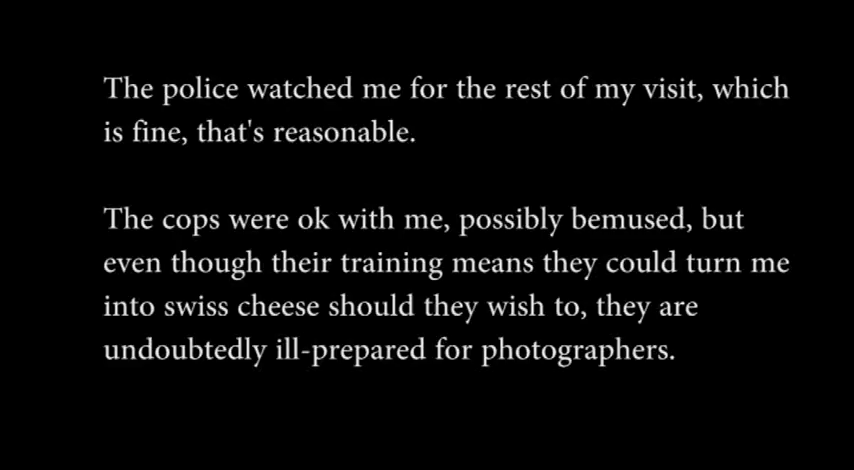 The police watched me for the rest of my visit, which
is fine, that's reasonable.
The cops were ok with me, possibly bemused, but
even though their training means they could turn me
into swiss cheese should they wish to, they are
undoubtedly ill-prepared for photographers.